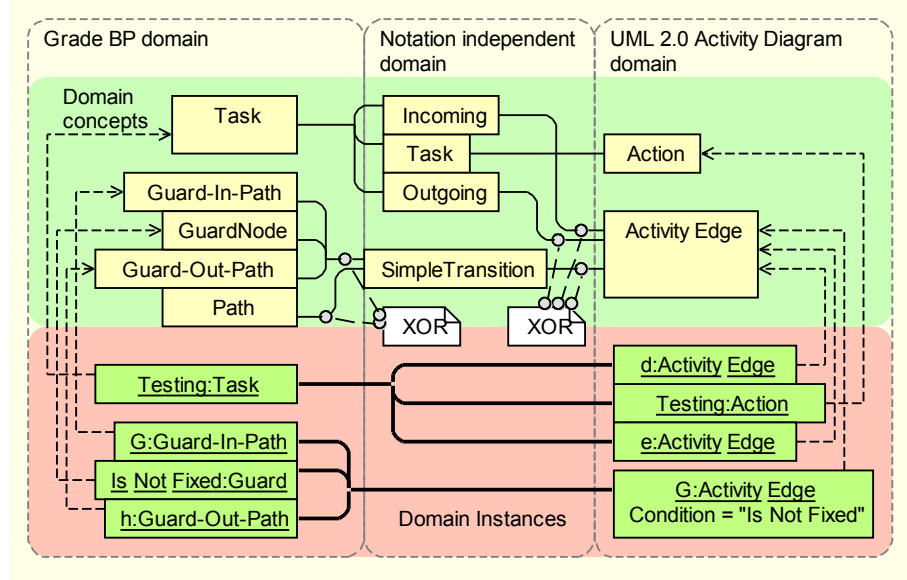 Grade BP domain
Notation independent
domain
UML 2.0 Activity Diagram
domain
Domain
concepts
Task
Incoming
Task
Outgoing
Action
Guard-In-Path
GuardNode
Guard-Out-Path
Path
SimpleTransition
Activity Edge
XOR
XOR
Testing:Task
d:Activity Edge
Testing:Action
e:Activity Edge
G:Guard-In-Path
Is Not Fixed:Guard
h:Guard-Out-Path
G:Activity Edge
Condition = "Is Not Fixed"
Domain Instances